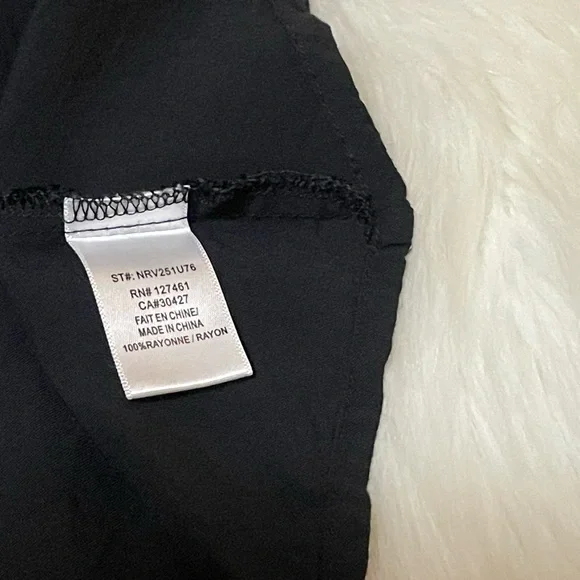 ST#: NRV251U76
RN# 127461
CA#30427
FAIT EN CHINE/
MADE IN CHINA
100%RAYONNE / RAYON